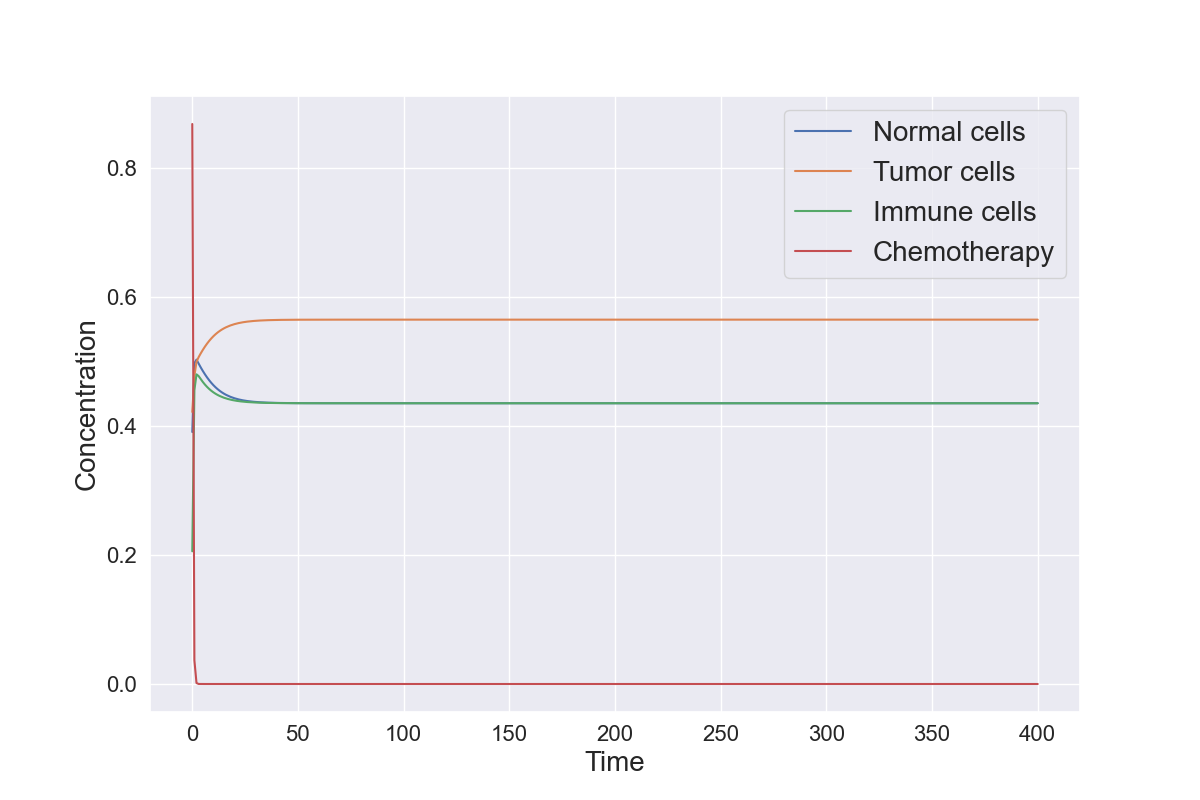 Normal cells
Tumor cells
Immune cells
Chemotherapy
0.8
0.6
0.4
0.2
0.0
Concentration
0 50 100 150 200 250 300 350 400
Time